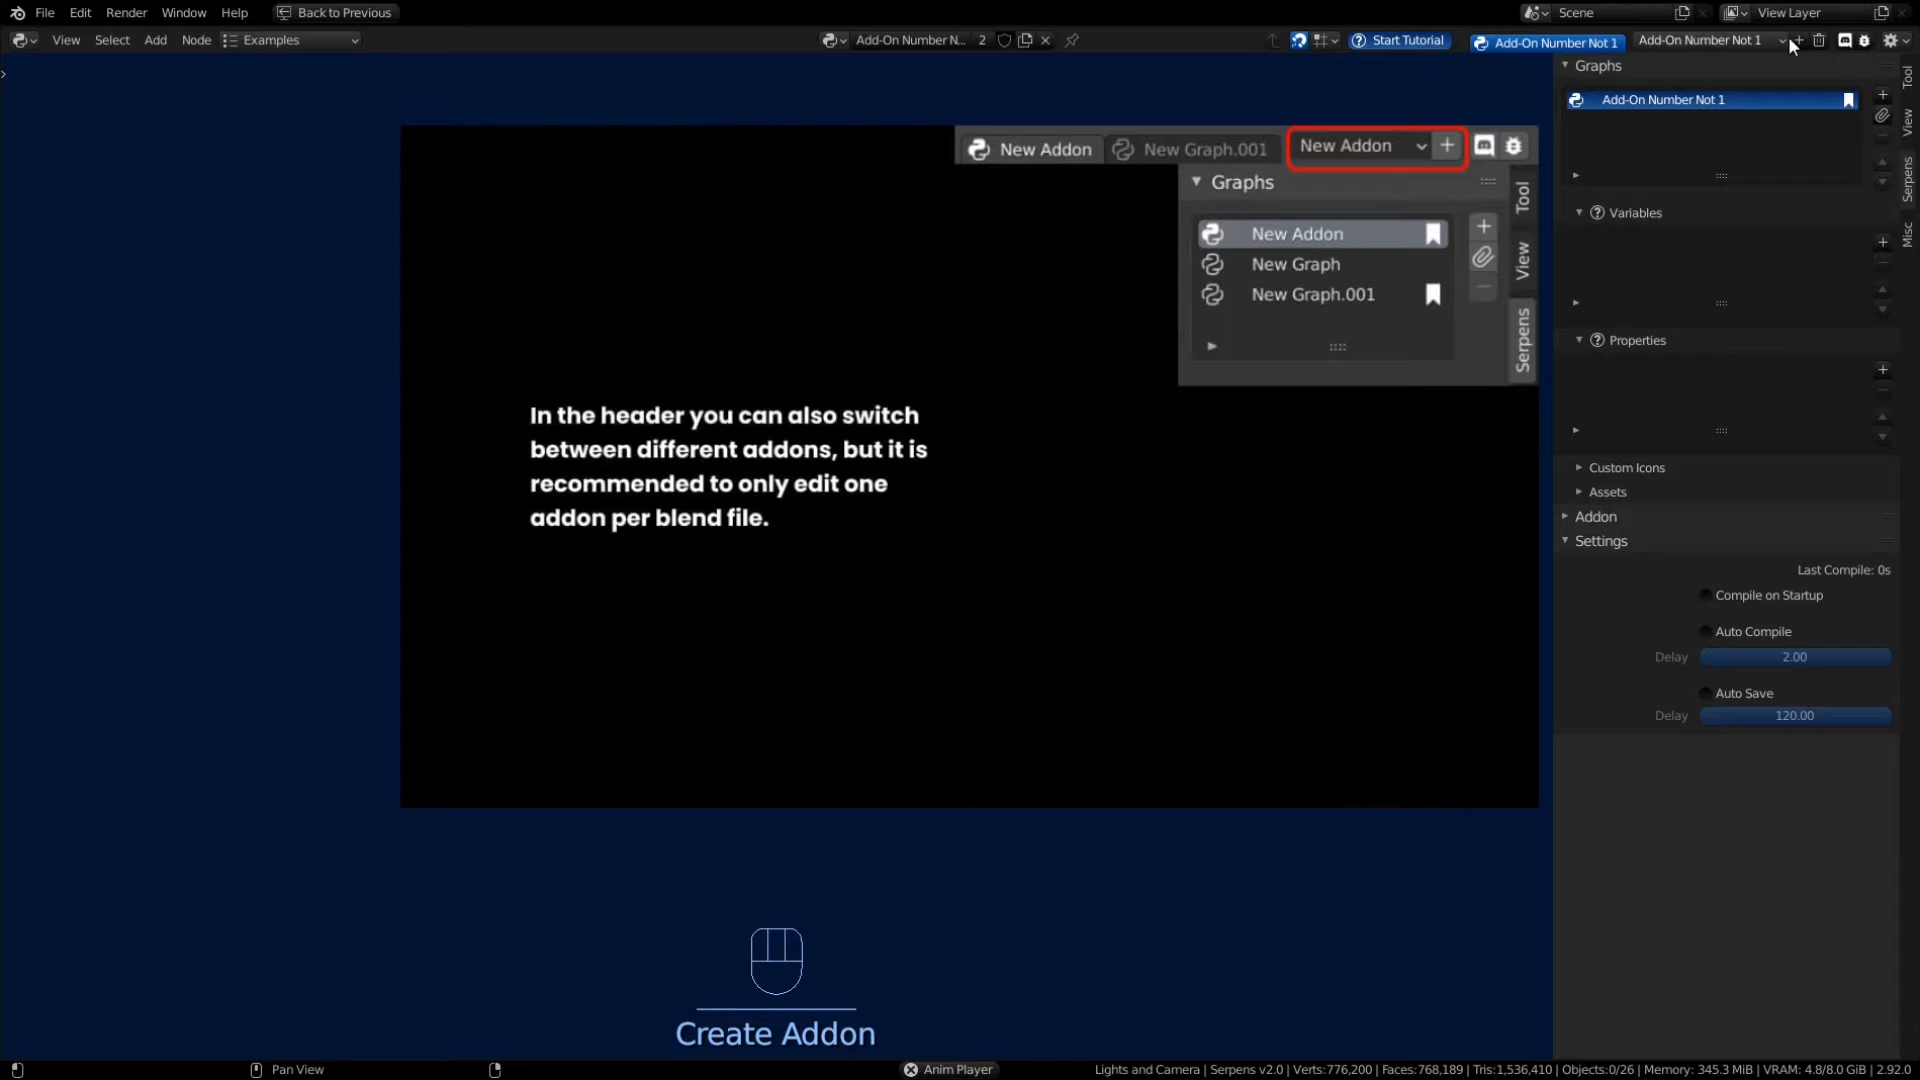 File Edit Render Window Help Back to Previous Scene View Layer
View Select Add Node Examples Add-On Number N... 2 Start Tutorial Add-On Number Not 1 Add-On Number Not 1
Graphs
Add-On Number Not 1
Variables
Properties
Custom Icons
Assets
Addon
Settings
Last Compile: 0s
Compile on Startup
Auto Compile
Delay 2.00
Auto Save
Delay 120.00
Tool
View
Serpens
Misc
New Addon New Graph.001 New Addon
Graphs
New Addon
New Graph
New Graph.001
Tool
View
Serpens
In the header you can also switch
between different addons, but it is
recommended to only edit one
addon per blend file.
Create Addon
Pan View Anim Player Lights and Camera | Serpens v2.0 | Verts:776,200 | Faces:768,189 | Tris:1,536,410 | Objects:0/26 | Memory: 345.3 MiB | VRAM: 4.8/8.0 GiB | 2.92.0